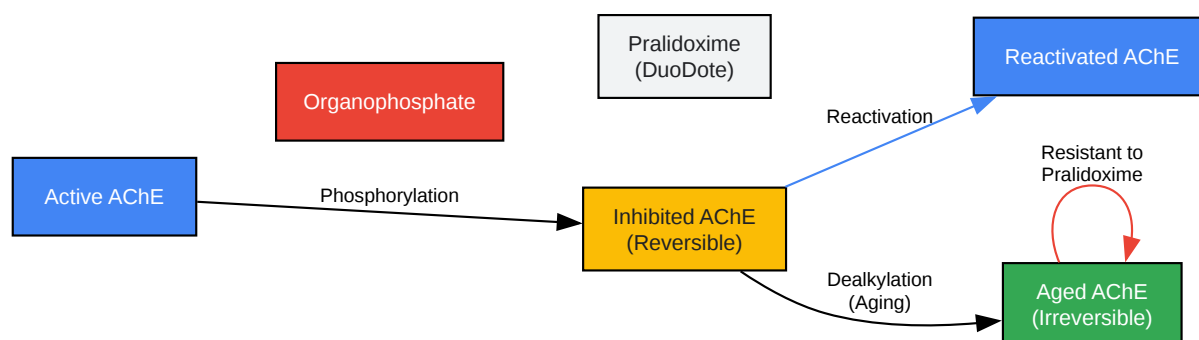 Pralidoxime
(DuoDote)
Reactivated AChE
Organophosphate
Reactivation
Resistant to
Pralidoxime
Active AChE
Phosphorylation
Inhibited AChE
(Reversible)
Dealkylation
(Aging)
Aged AChE
(Irreversible)